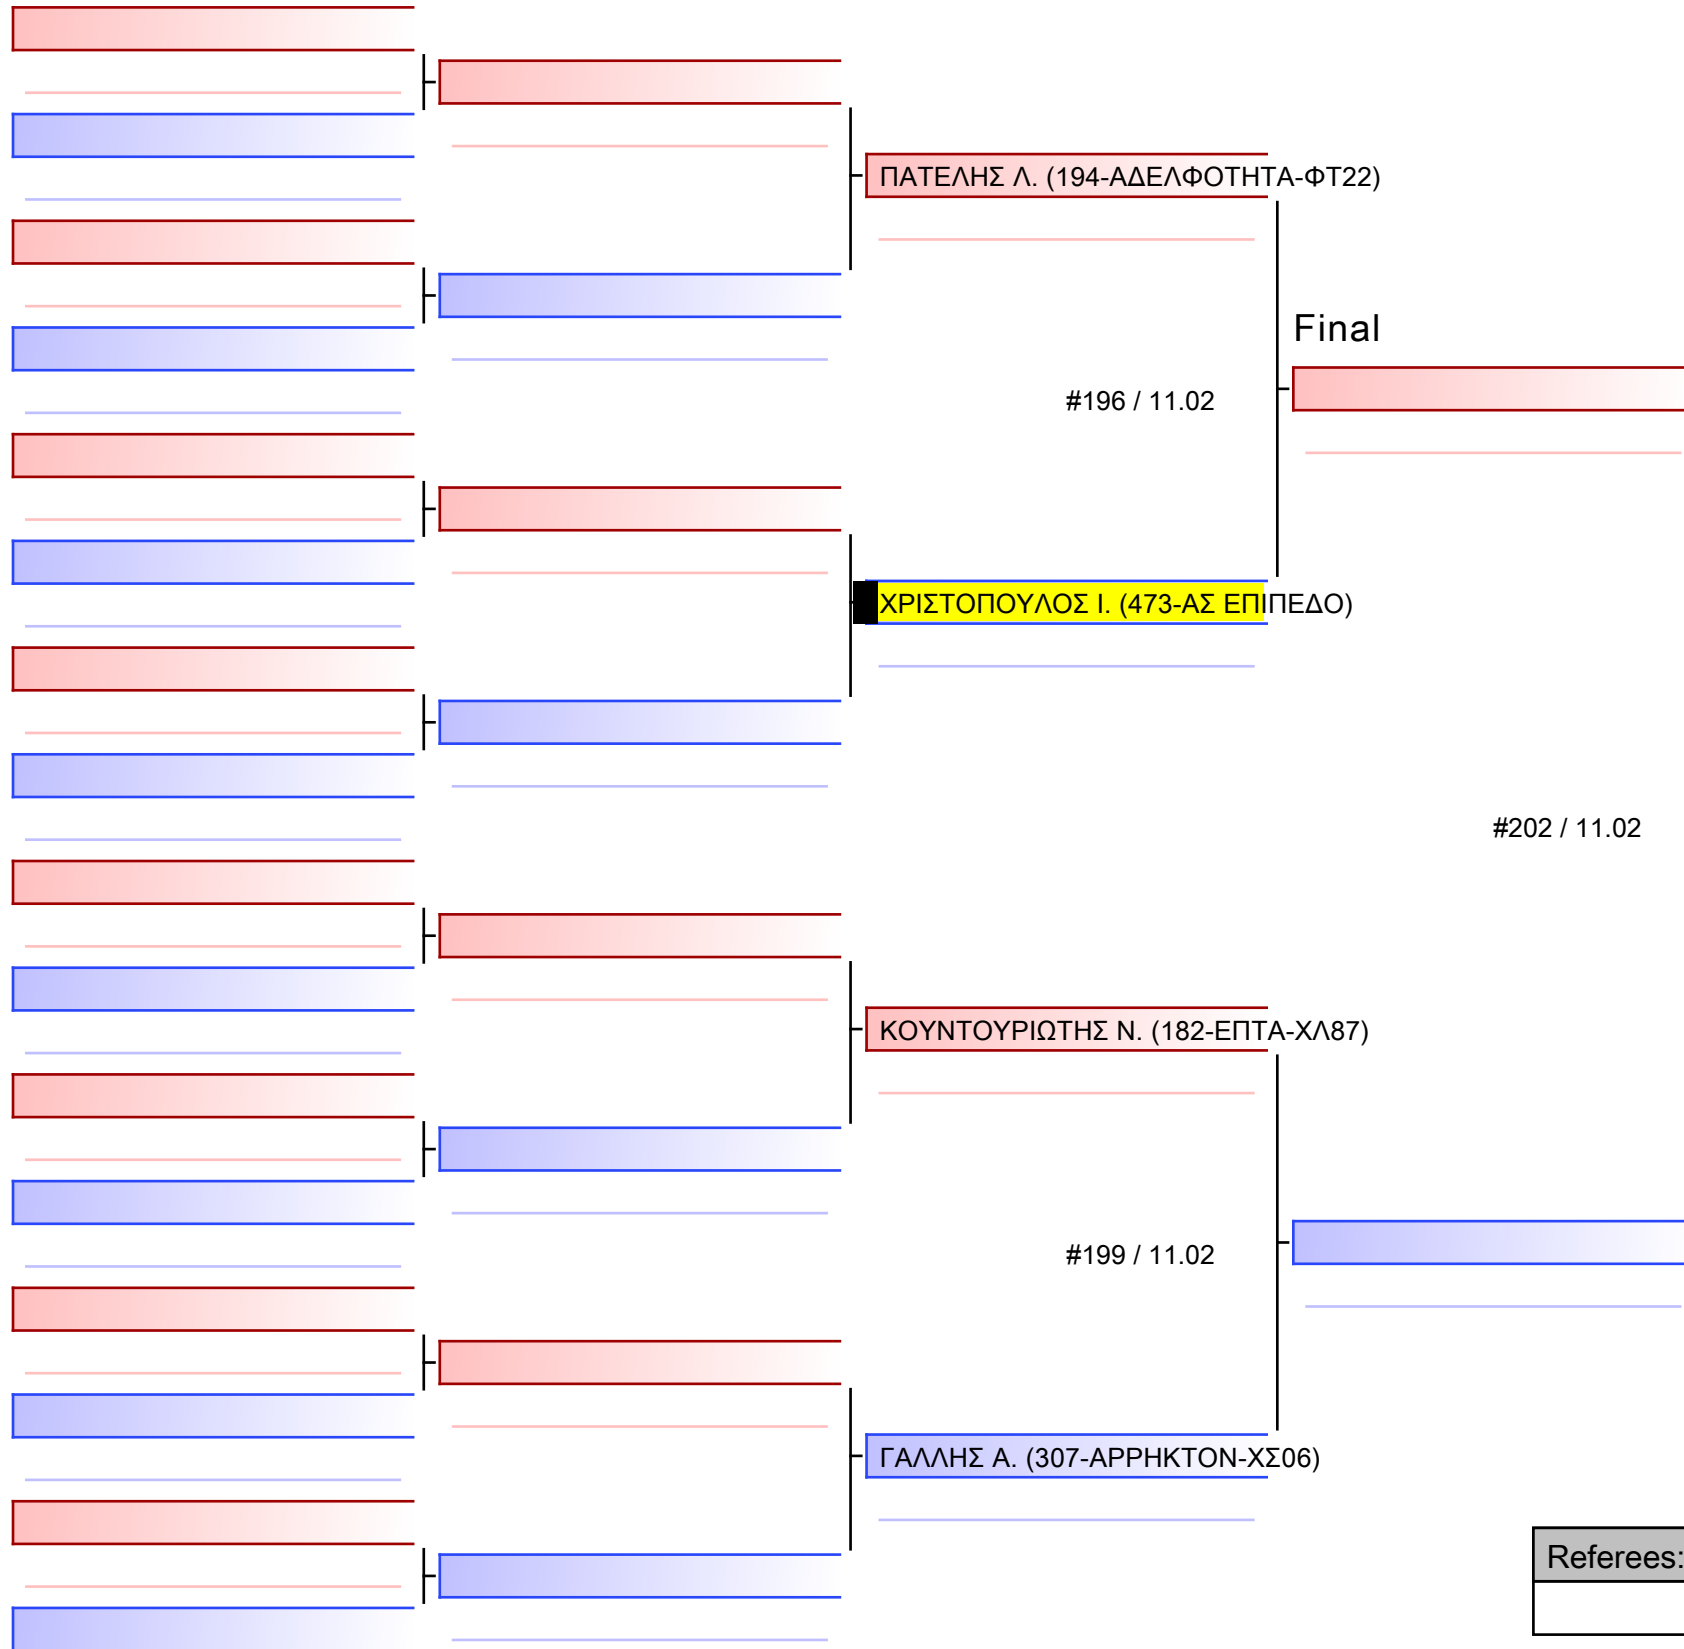 ΠΑΤΕΛΗΣ Λ. (194-ΑΔΕΛΦΟΤΗΤΑ-ΦΤ22)
Final
#196 / 11.02
ΧΡΙΣΤΟΠΟΥΛΟΣ Ι. (473-ΑΣ ΕΠΙΠΕΔΟ)
#202 / 11.02
ΚΟΥΝΤΟΥΡΙΩΤΗΣ Ν. (182-ΕΠΤΑ-ΧΛ87)
#199 / 11.02
ΓΑΛΛΗΣ Α. (307-ΑΡΡΗΚΤΟΝ-ΧΣ06)
Referees: